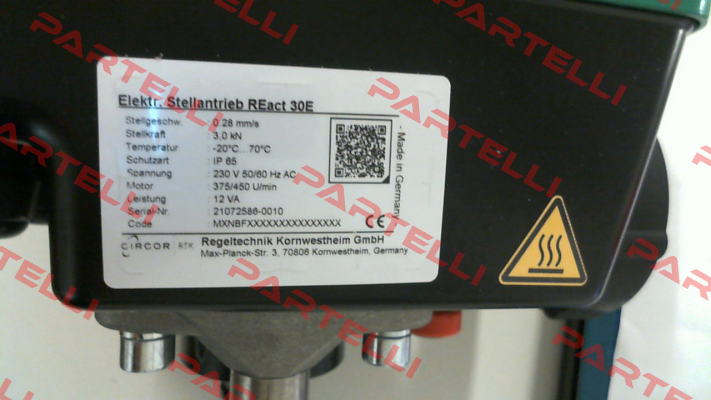 Elektr. Stellantrieb REact 30E
Stellgeschw. : 0.28 mm/s
Stellkraft : 3.0 kN
Temperatur : -20°C...70°C
Schutzart : IP 65
Spannung : 230 V 50/60 Hz AC
Motor : 375/450 U/min
Leistung : 12 VA
Serial-Nr. : 21072586-0010
Code : MXNBFXXXXXXXXXXXXXXX
- Made in Germany
CE
CIRCOR RTK
Regeltechnik Kornwestheim GmbH
Max-Planck-Str. 3, 70806 Kornwestheim, Germany
PARTELLI
PARTELLI
PARTELLI
PARTELLI
PARTELLI
PARTELLI